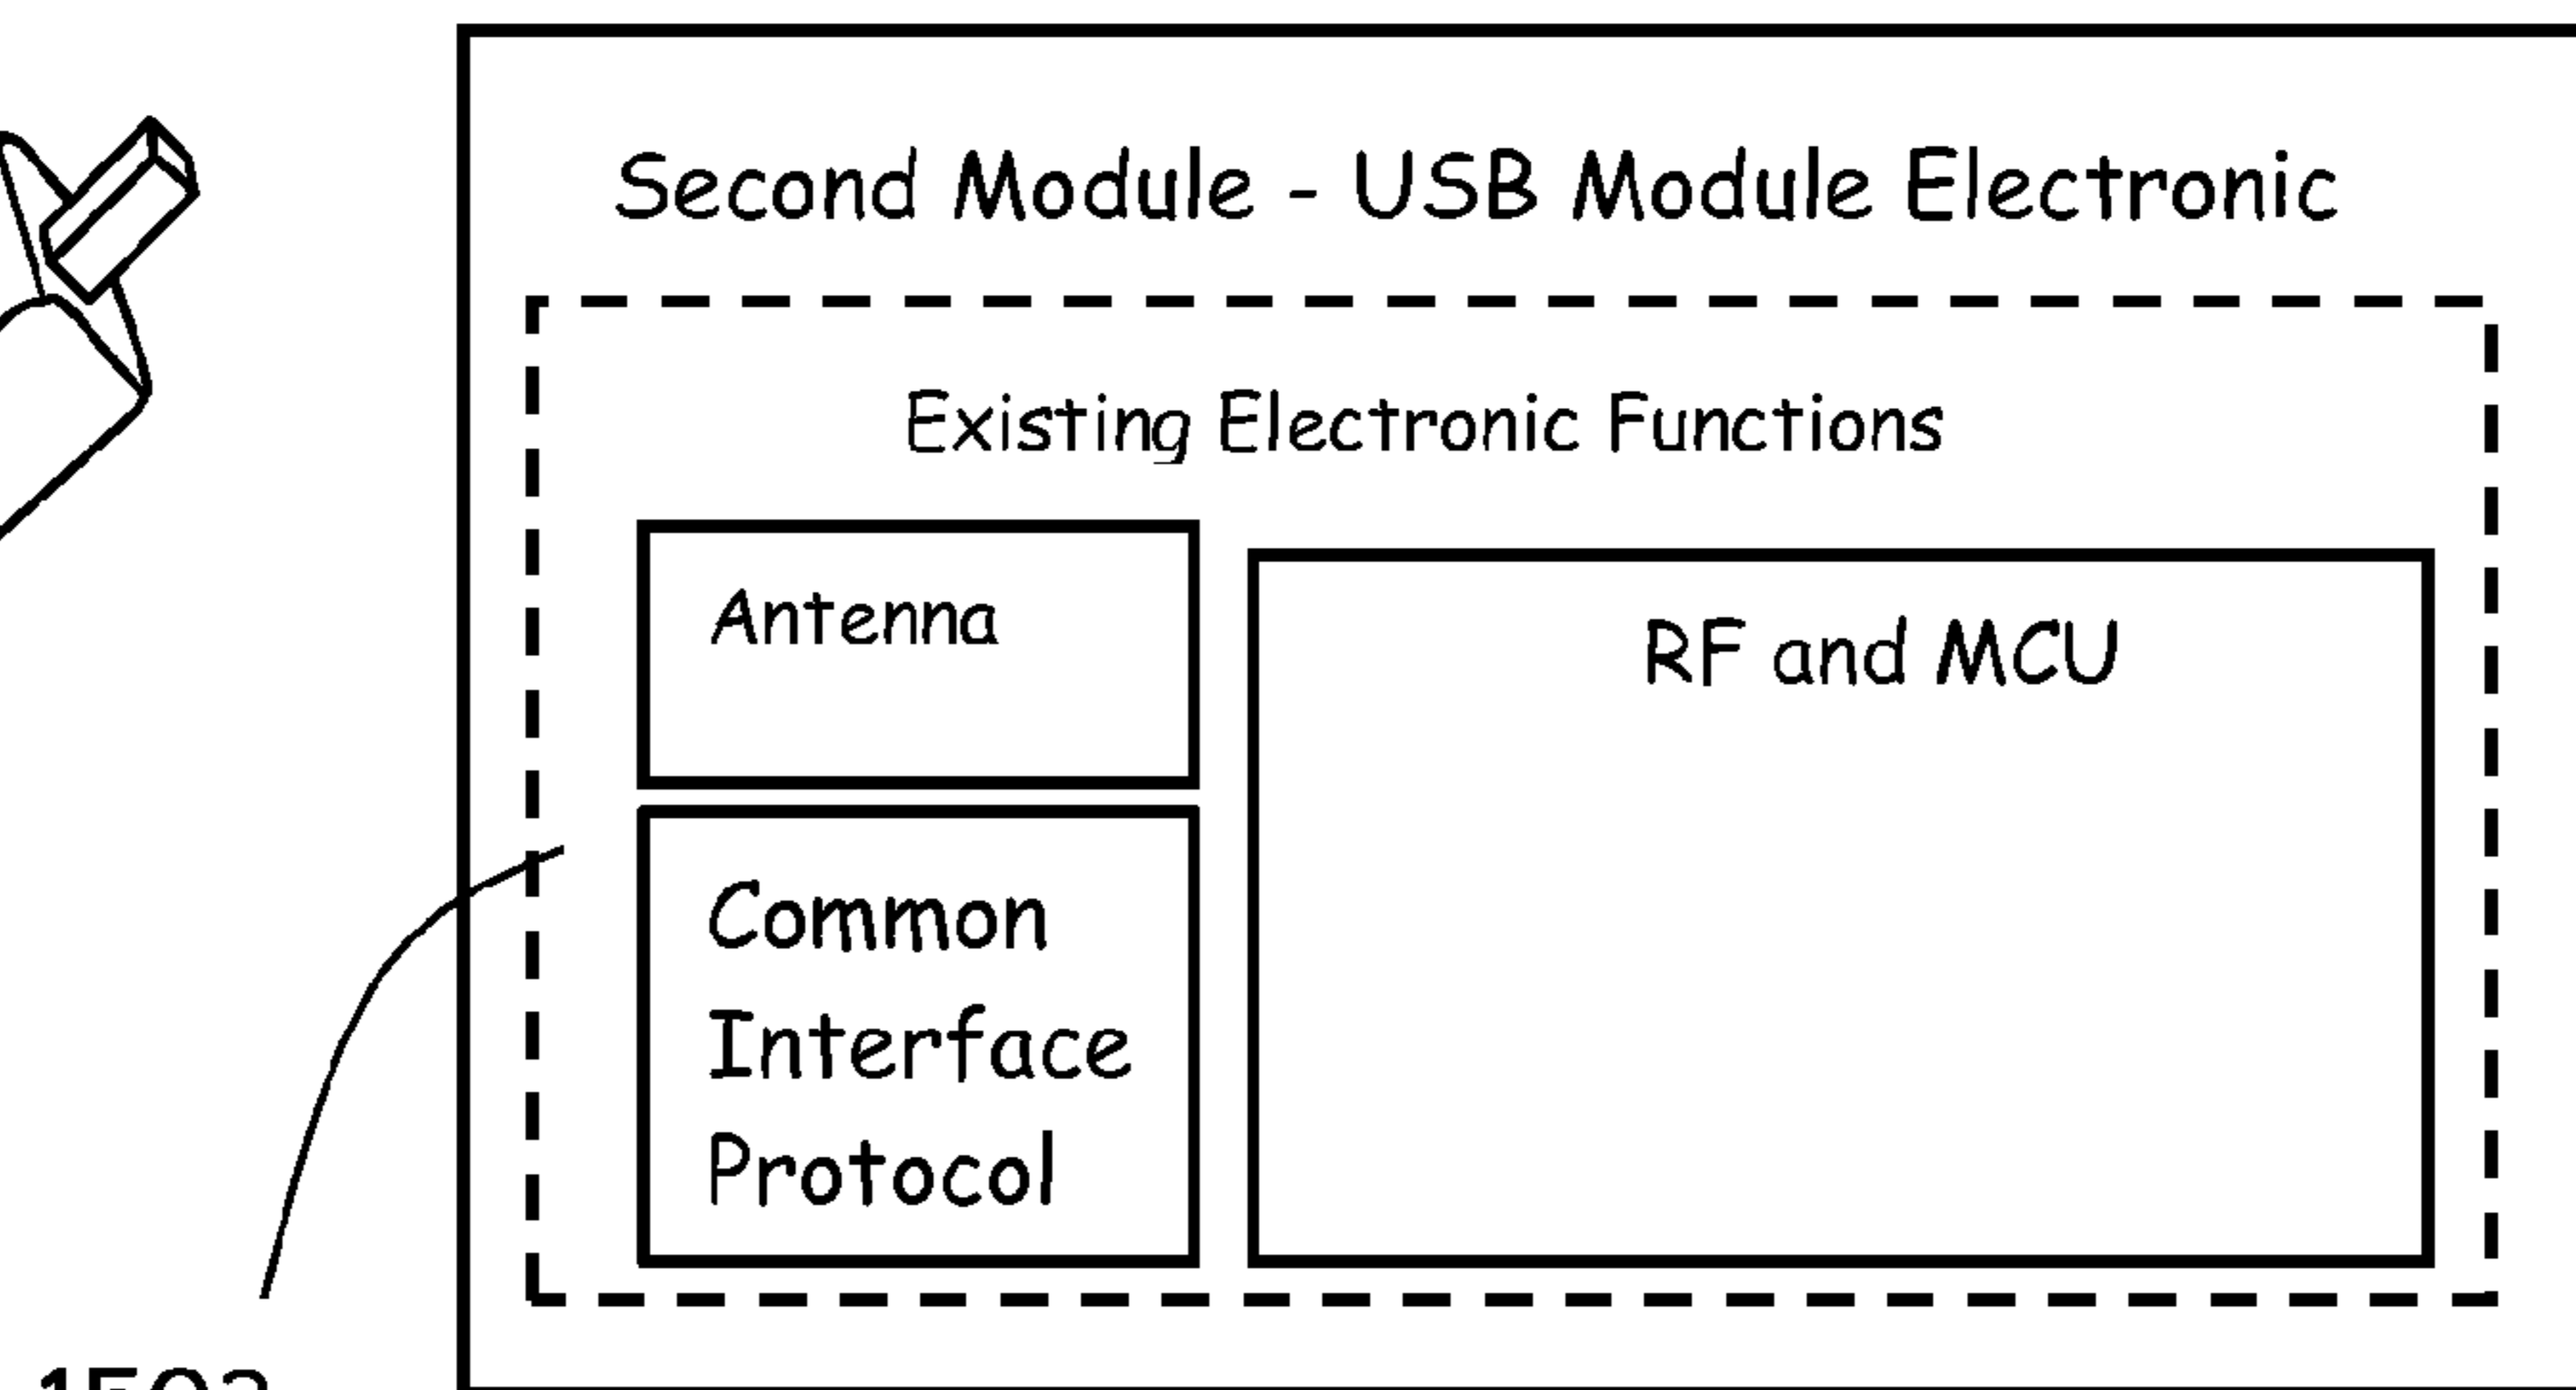 Second Module - USB Module Electronic
Existing Electronic Functions
Antenna
RF and MCU
Common
Interface
Protocol